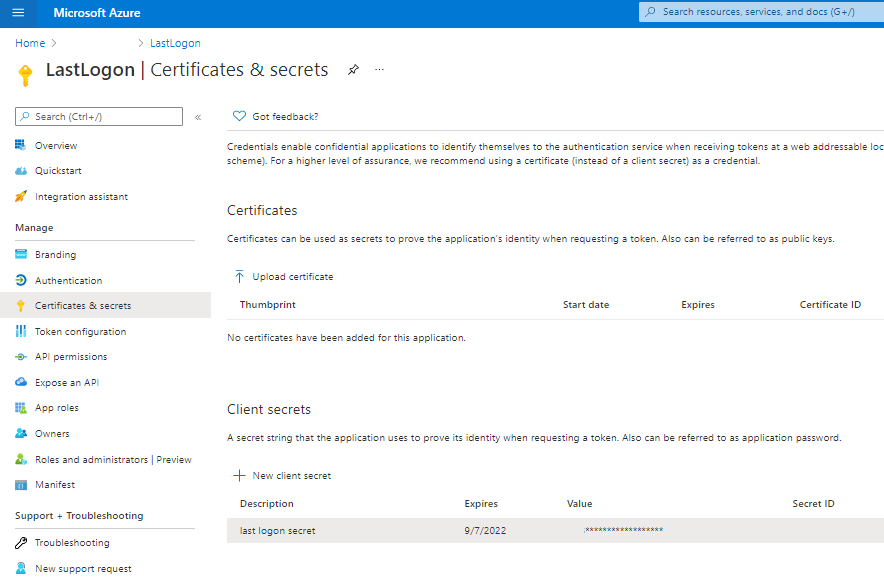 Microsoft Azure
Search resources, services, and docs (G+/)
Home > > LastLogon
LastLogon | Certificates & secrets
Search (Ctrl+/)
«
Overview
Quickstart
Integration assistant
Manage
Branding
Authentication
Certificates & secrets
Token configuration
API permissions
Expose an API
App roles
Owners
Roles and administrators | Preview
Manifest
Support + Troubleshooting
Troubleshooting
New support request
Got feedback?
Credentials enable confidential applications to identify themselves to the authentication service when receiving tokens at a web addressable loc
scheme). For a higher level of assurance, we recommend using a certificate (instead of a client secret) as a credential.
Certificates
Certificates can be used as secrets to prove the application's identity when requesting a token. Also can be referred to as public keys.
Upload certificate
Thumbprint Start date Expires Certificate ID
No certificates have been added for this application.
Client secrets
A secret string that the application uses to prove its identity when requesting a token. Also can be referred to as application password.
New client secret
Description Expires Value Secret ID
last logon secret 9/7/2022 ******************